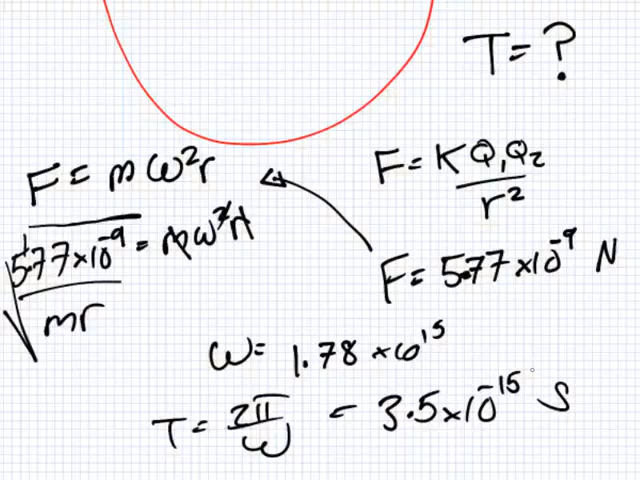 T = ?
F = mω²r
F = KQ₁Q₂ / r²
√(5.77×10⁻⁹ / mr) = mω²r
F = 5.77×10⁻⁹ N
ω = 1.78×10¹⁵
T = 2π / ω = 3.5×10⁻¹⁵ S